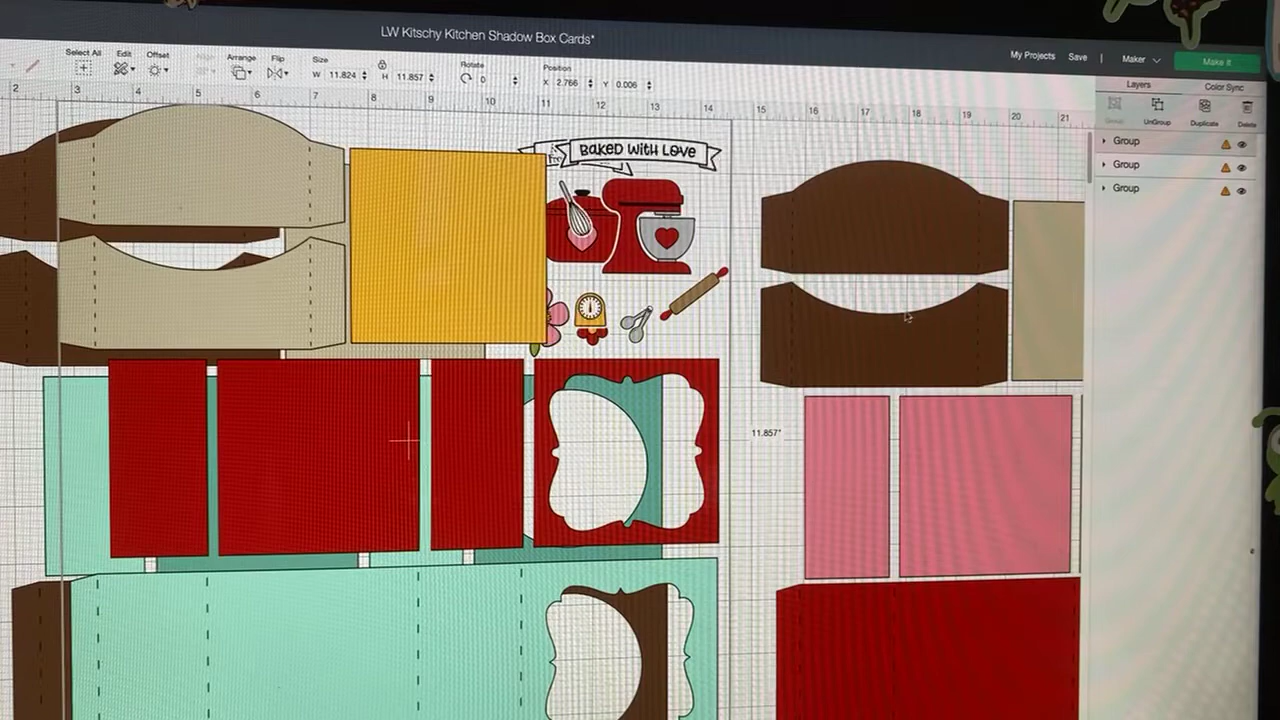 LW Kitschy Kitchen Shadow Box Cards*
My Projects Save | Maker Make It
Select All Edit Offset Arrange Flip Size Rotate Position
W 11.824 H 11.857 0 X 2.766 Y 0.006
Layers Color Sync
UnGroup Duplicate Delete
2 3 4 5 6 7 8 9 10 11 12 13 14 15 16 17 18 19 20 21
Group
Group
Group
BAKED WITH LOVE
11.857"